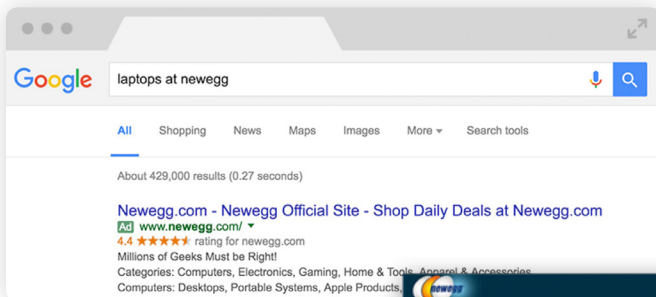 Google
laptops at newegg
All Shopping News Maps Images More Search tools
About 429,000 results (0.27 seconds)
Newegg.com - Newegg Official Site - Shop Daily Deals at Newegg.com
Ad www.newegg.com/
4.4 ★★★★★ rating for newegg.com
Millions of Geeks Must be Right!
Categories: Computers, Electronics, Gaming, Home & Tools, Apparel & Accessories
Computers: Desktops, Portable Systems, Apple Products,
newegg